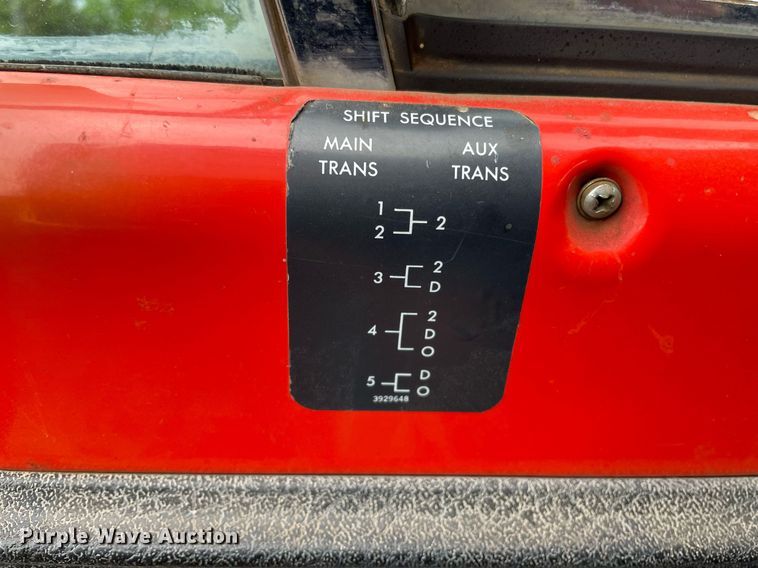 SHIFT SEQUENCE
MAIN TRANS AUX TRANS
1
2 2
3 2
D
4 2
D
O
5 D
O
3929648
Purple Wave Auction